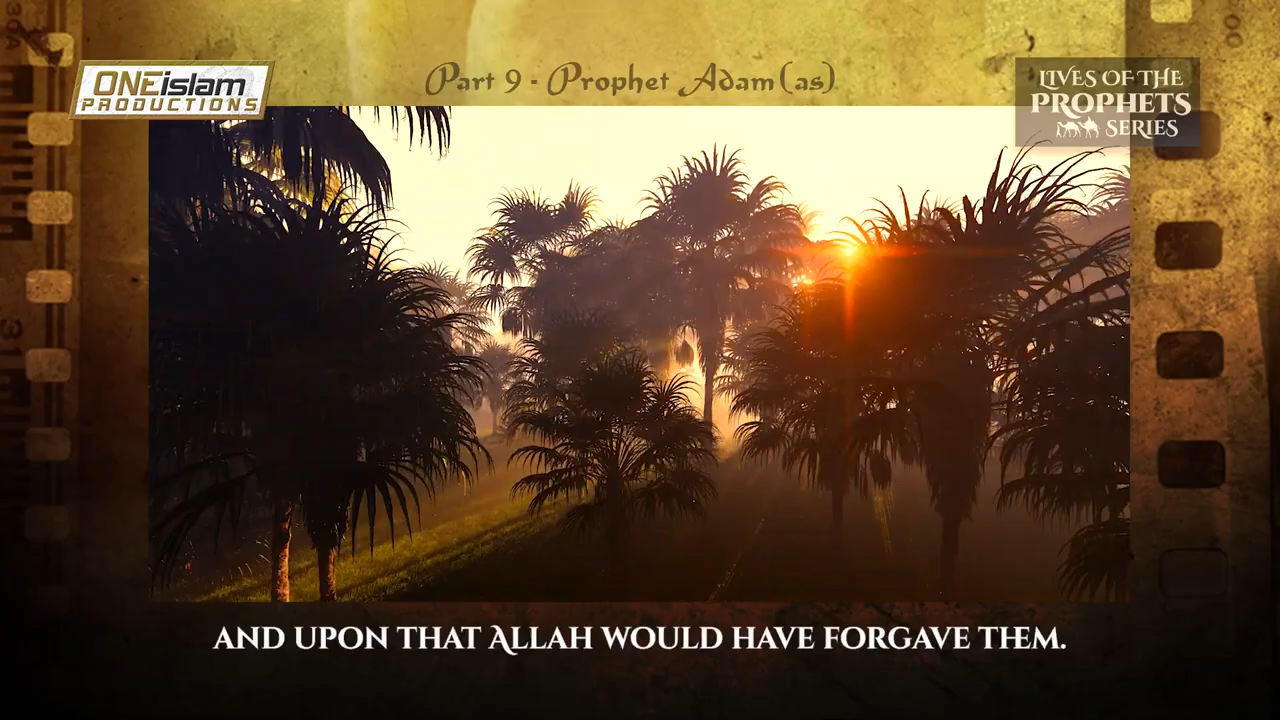 ONEislam
PRODUCTIONS
Part 9 - Prophet Adam (as)
LIVES OF THE
PROPHETS
SERIES
AND UPON THAT ALLAH WOULD HAVE FORGAVE THEM.